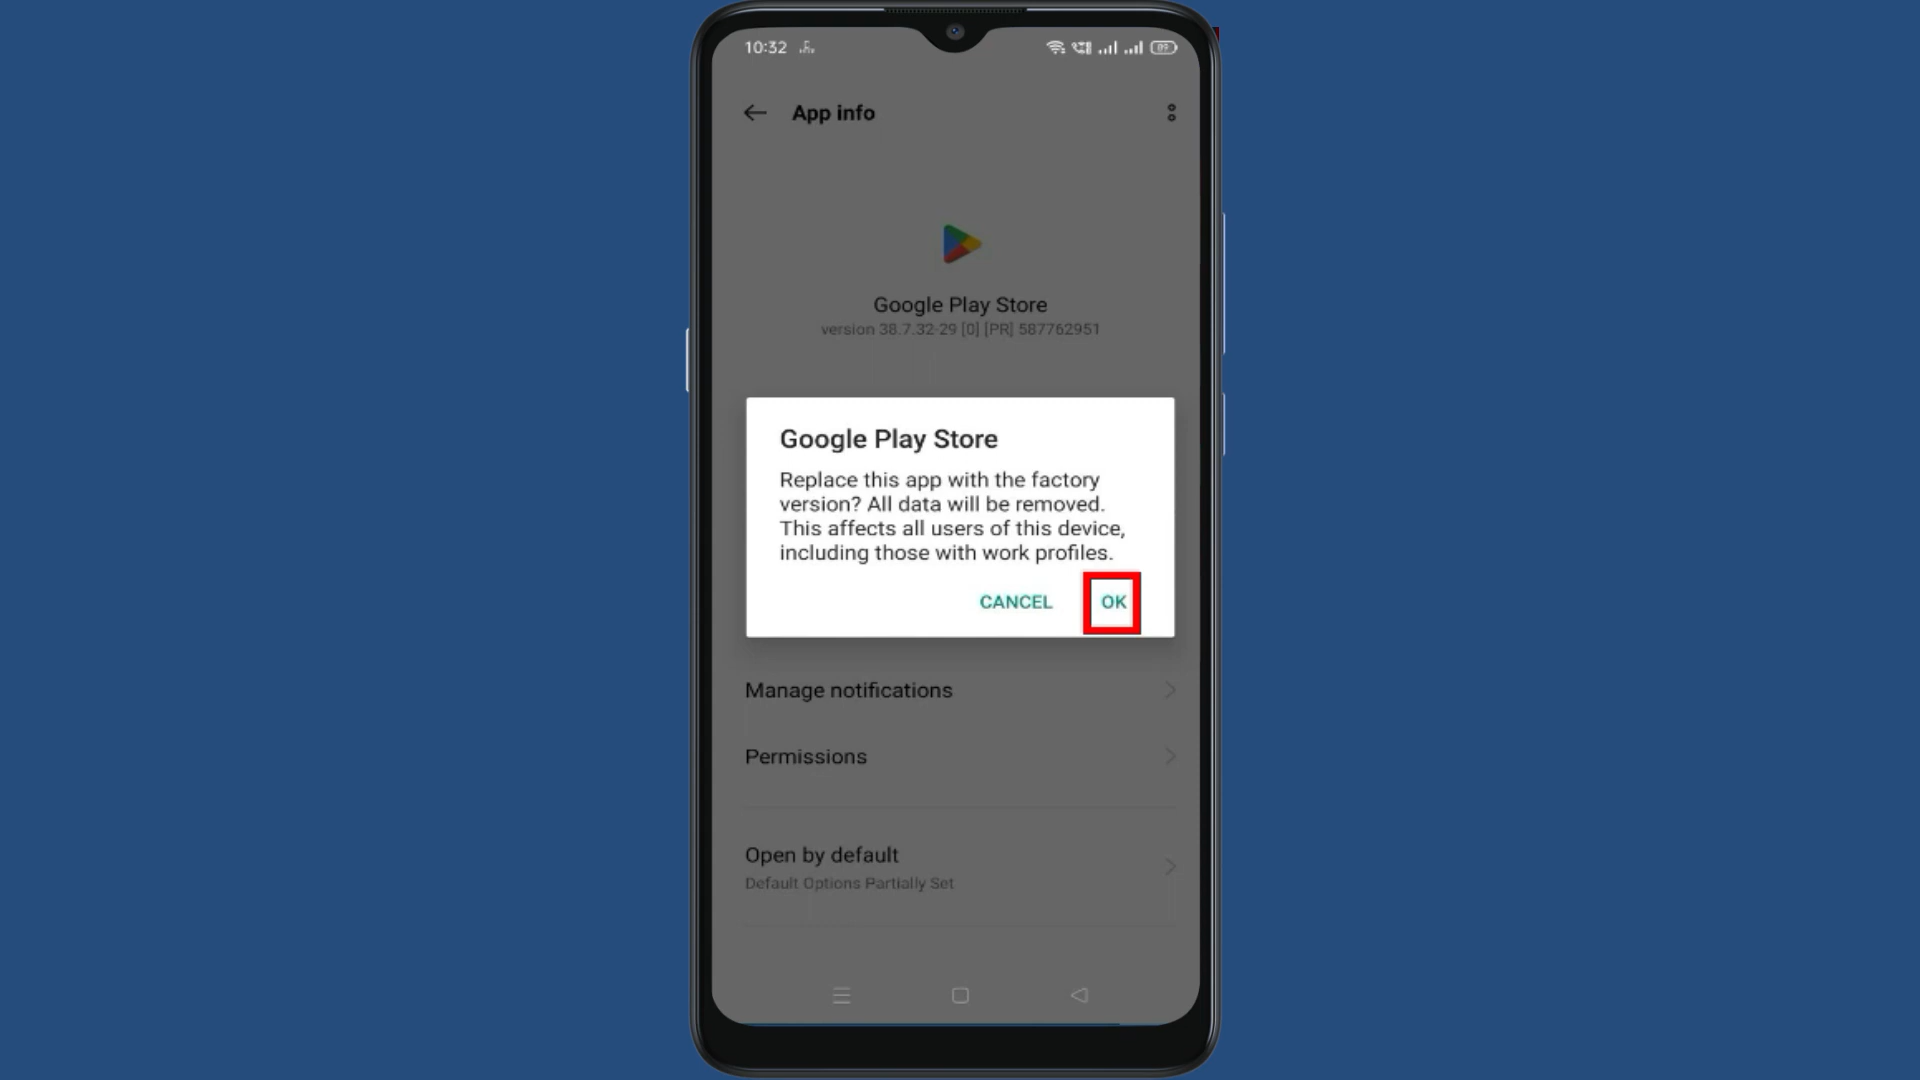 10:32
App info
Google Play Store
version 38.7.32-29 [0] [PR] 587762951
Google Play Store
Replace this app with the factory
version? All data will be removed.
This affects all users of this device,
including those with work profiles.
CANCEL OK
Manage notifications
Permissions
Open by default
Default Options Partially Set